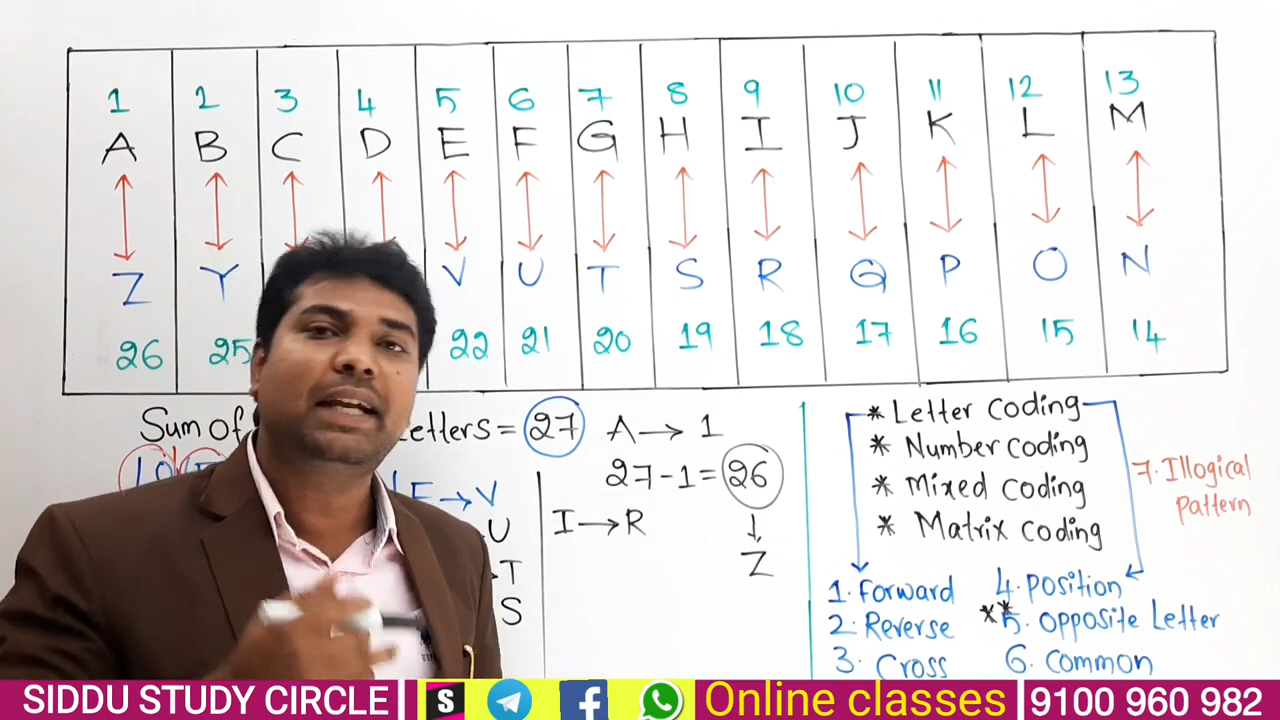 1 2 3 4 5 6 7 8 9 10 11 12 13
A B C D E F G H I J K L M
Z Y V U T S R Q P O N
26 25 22 21 20 19 18 17 16 15 14
Sum of Letters = 27
A → 1
27-1 = 26
Z
E → V
U
T
S
I → R
* Letter Coding
* Number Coding
* Mixed Coding
* Matrix Coding
7. Illogical
Pattern
1. Forward
2. Reverse
3. Cross
4. Position
** 5. Opposite Letter
6. Common
SIDDU STUDY CIRCLE S Online classes 9100 960 982